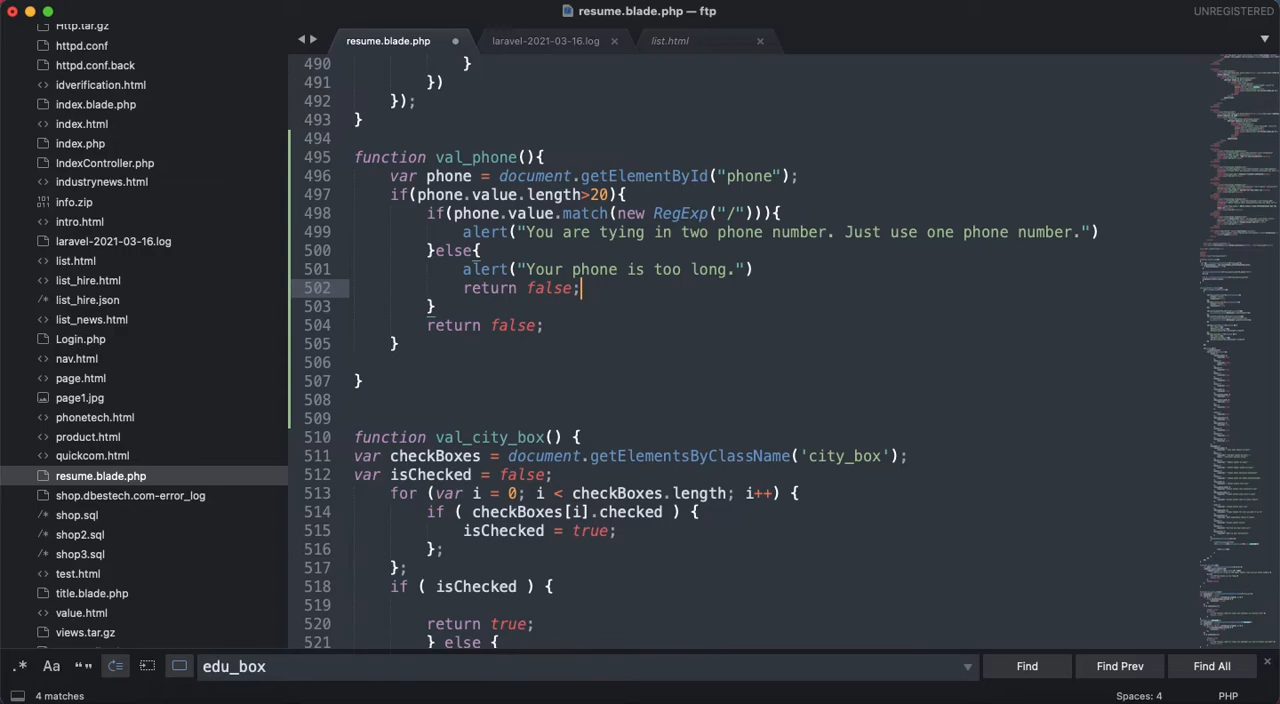 resume.blade.php — ftp
UNREGISTERED
Http.tar.gz
httpd.conf
httpd.conf.back
idverification.html
index.blade.php
index.html
index.php
IndexController.php
industrynews.html
info.zip
intro.html
laravel-2021-03-16.log
list.html
list_hire.html
list_hire.json
list_news.html
Login.php
nav.html
page.html
page1.jpg
phonetech.html
product.html
quickcom.html
resume.blade.php
shop.dbestech.com-error_log
shop.sql
shop2.sql
shop3.sql
test.html
title.blade.php
value.html
views.tar.gz
resume.blade.php laravel-2021-03-16.log list.html
490 }
491 })
492 });
493 }
494
495 function val_phone(){
496 var phone = document.getElementById("phone");
497 if(phone.value.length>20){
498 if(phone.value.match(new RegExp("/"))){
499 alert("You are tying in two phone number. Just use one phone number.")
500 }else{
501 alert("Your phone is too long.")
502 return false;
503 }
504 return false;
505 }
506
507 }
508
509
510 function val_city_box() {
511 var checkBoxes = document.getElementsByClassName('city_box');
512 var isChecked = false;
513 for (var i = 0; i < checkBoxes.length; i++) {
514 if ( checkBoxes[i].checked ) {
515 isChecked = true;
516 };
517 };
518 if ( isChecked ) {
519
520 return true;
521 } else {
.* Aa edu_box Find Find Prev Find All
4 matches
Spaces: 4 PHP